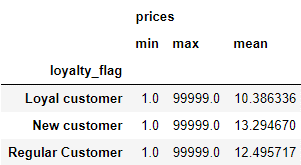 prices
min max mean
loyalty_flag
Loyal customer 1.0 99999.0 10.386336
New customer 1.0 99999.0 13.294670
Regular Customer 1.0 99999.0 12.495717